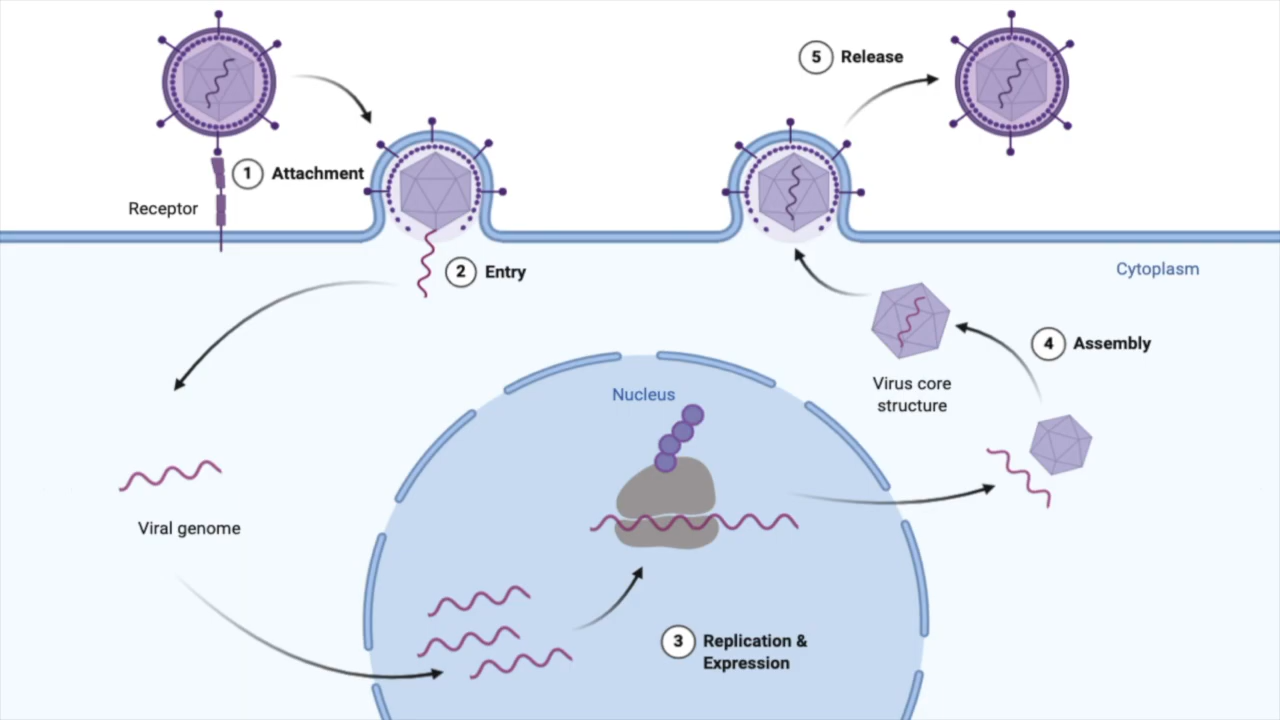 1 Attachment
Receptor
2 Entry
Viral genome
Nucleus
3 Replication &
Expression
4 Assembly
Virus core
structure
Cytoplasm
5 Release